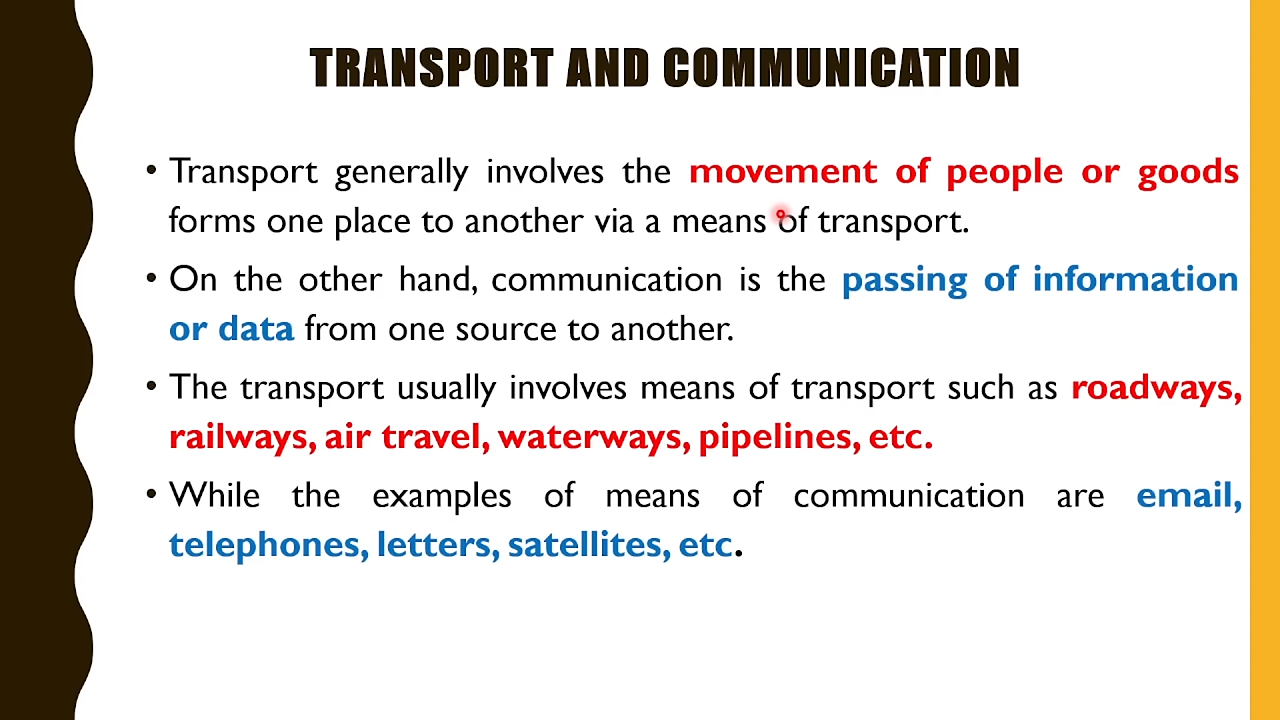 TRANSPORT AND COMMUNICATION
• Transport generally involves the movement of people or goods
forms one place to another via a means of transport.
• On the other hand, communication is the passing of information
or data from one source to another.
• The transport usually involves means of transport such as roadways,
railways, air travel, waterways, pipelines, etc.
• While the examples of means of communication are email,
telephones, letters, satellites, etc.